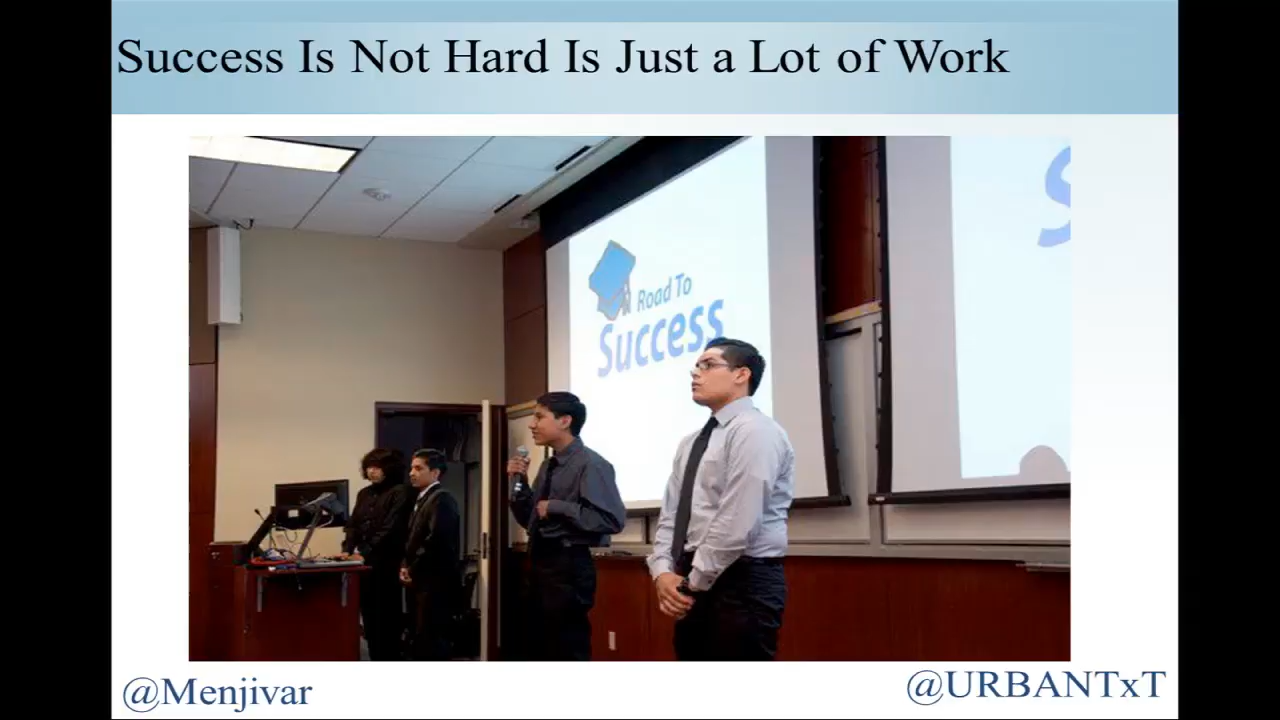 Success Is Not Hard Is Just a Lot of Work
Road To
Success
S
@Menjivar
@URBANTxT